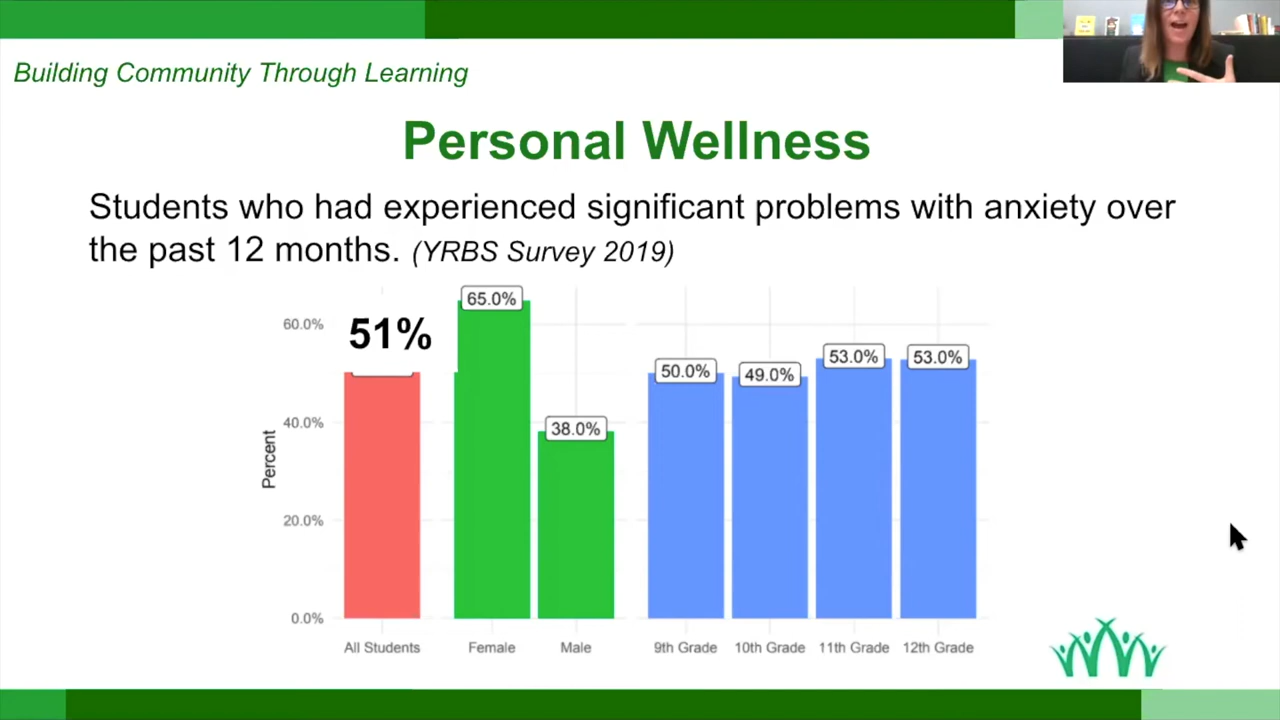 Building Community Through Learning
Personal Wellness
Students who had experienced significant problems with anxiety over
the past 12 months. (YRBS Survey 2019)
Percent
60.0%
40.0%
20.0%
0.0%
51%
65.0%
38.0%
50.0%
49.0%
53.0%
53.0%
All Students
Female
Male
9th Grade
10th Grade
11th Grade
12th Grade